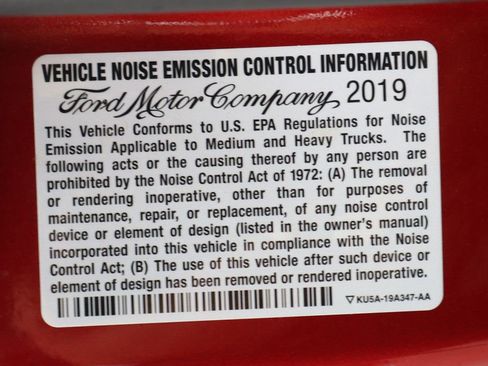 VEHICLE NOISE EMISSION CONTROL INFORMATION
Ford Motor Company, 2019
This Vehicle Conforms to U.S. EPA Regulations for Noise
Emission Applicable to Medium and Heavy Trucks. The
following acts or the causing thereof by any person are
prohibited by the Noise Control Act of 1972: (A) The removal
or rendering inoperative, other than for purposes of
maintenance, repair, or replacement, of any noise control
device or element of design (listed in the owner's manual)
incorporated into this vehicle in compliance with the Noise
Control Act; (B) The use of this vehicle after such device or
element of design has been removed or rendered inoperative.
▽ KU5A-19A347-AA